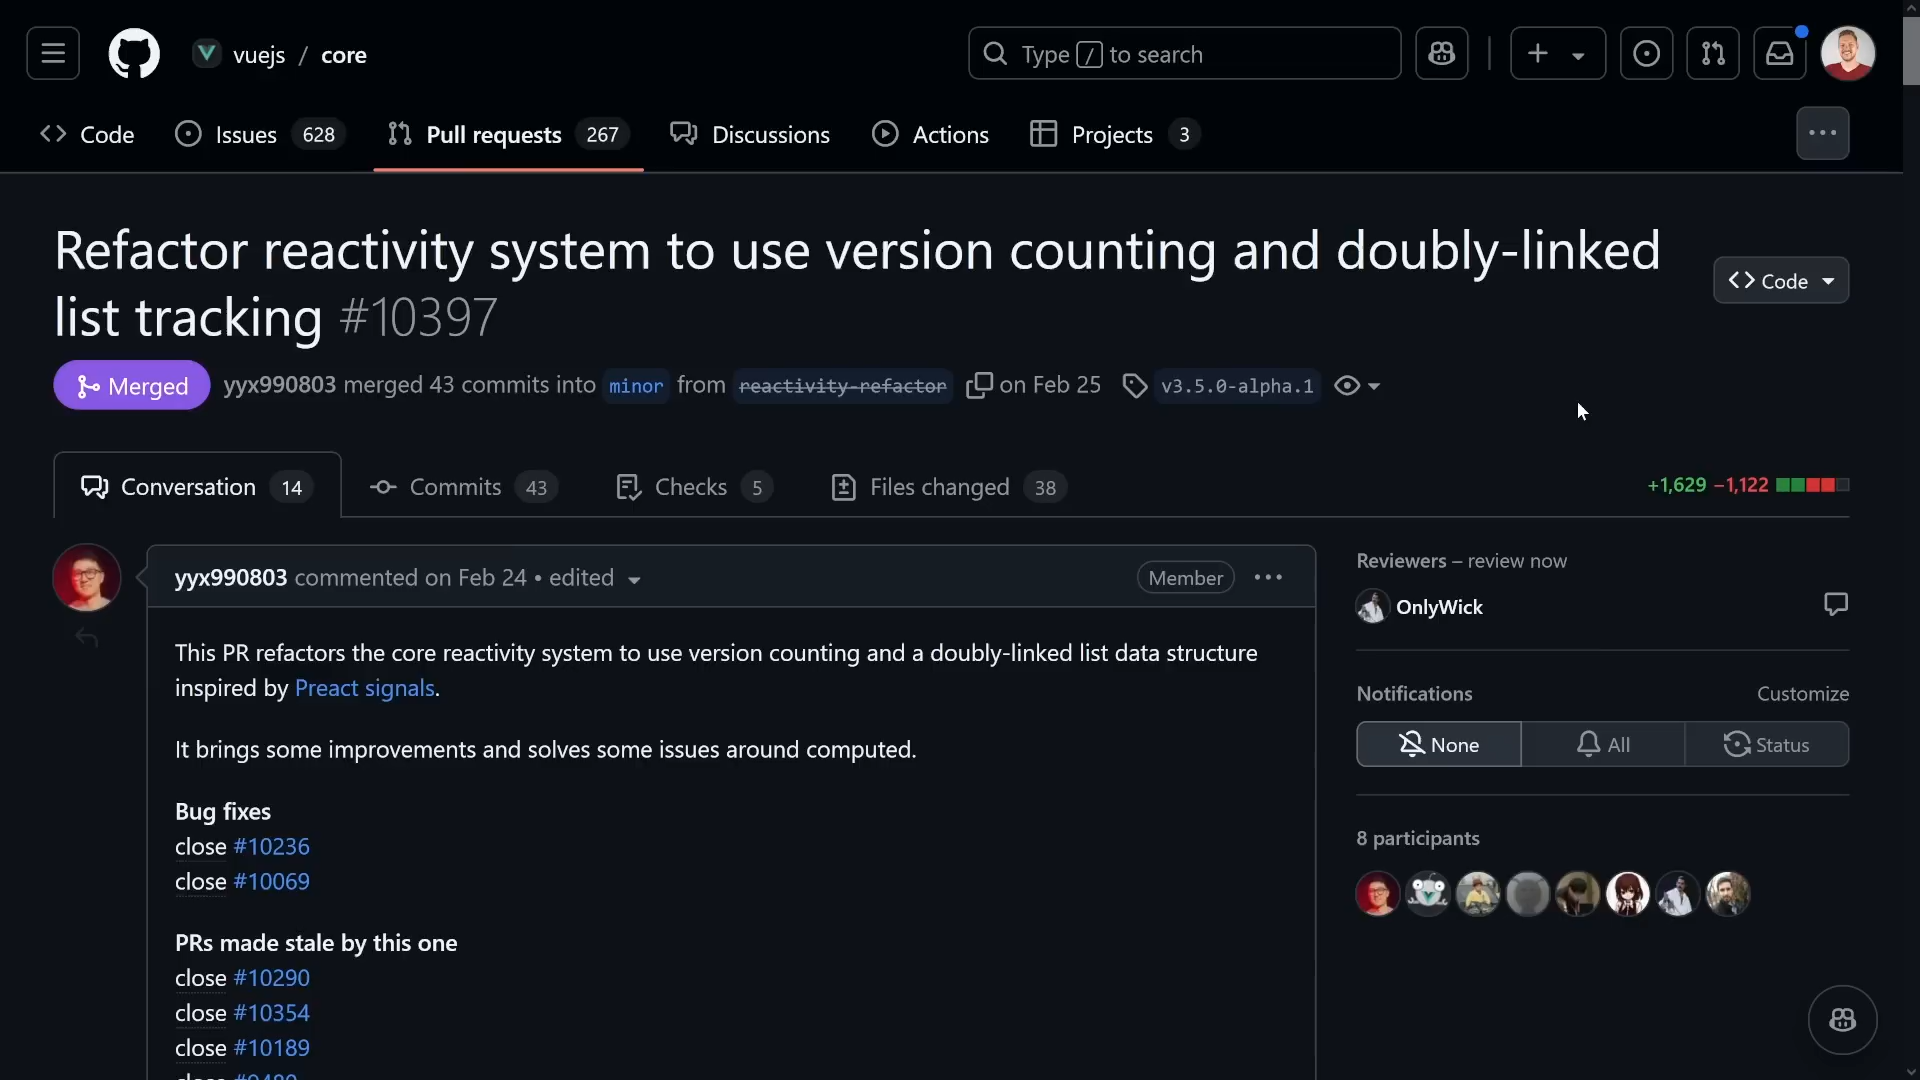 vuejs / core
Type / to search
Code
Issues 628
Pull requests 267
Discussions
Actions
Projects 3
Refactor reactivity system to use version counting and doubly-linked
list tracking #10397
Code
Merged
yyx990803 merged 43 commits into minor from reactivity-refactor on Feb 25 v3.5.0-alpha.1
Conversation 14
Commits 43
Checks 5
Files changed 38
+1,629 −1,122
yyx990803 commented on Feb 24 • edited
Member
This PR refactors the core reactivity system to use version counting and a doubly-linked list data structure
inspired by Preact signals.
It brings some improvements and solves some issues around computed.
Bug fixes
close #10236
close #10069
PRs made stale by this one
close #10290
close #10354
close #10189
close #9480
Reviewers – review now
OnlyWick
Notifications
Customize
None
All
Status
8 participants